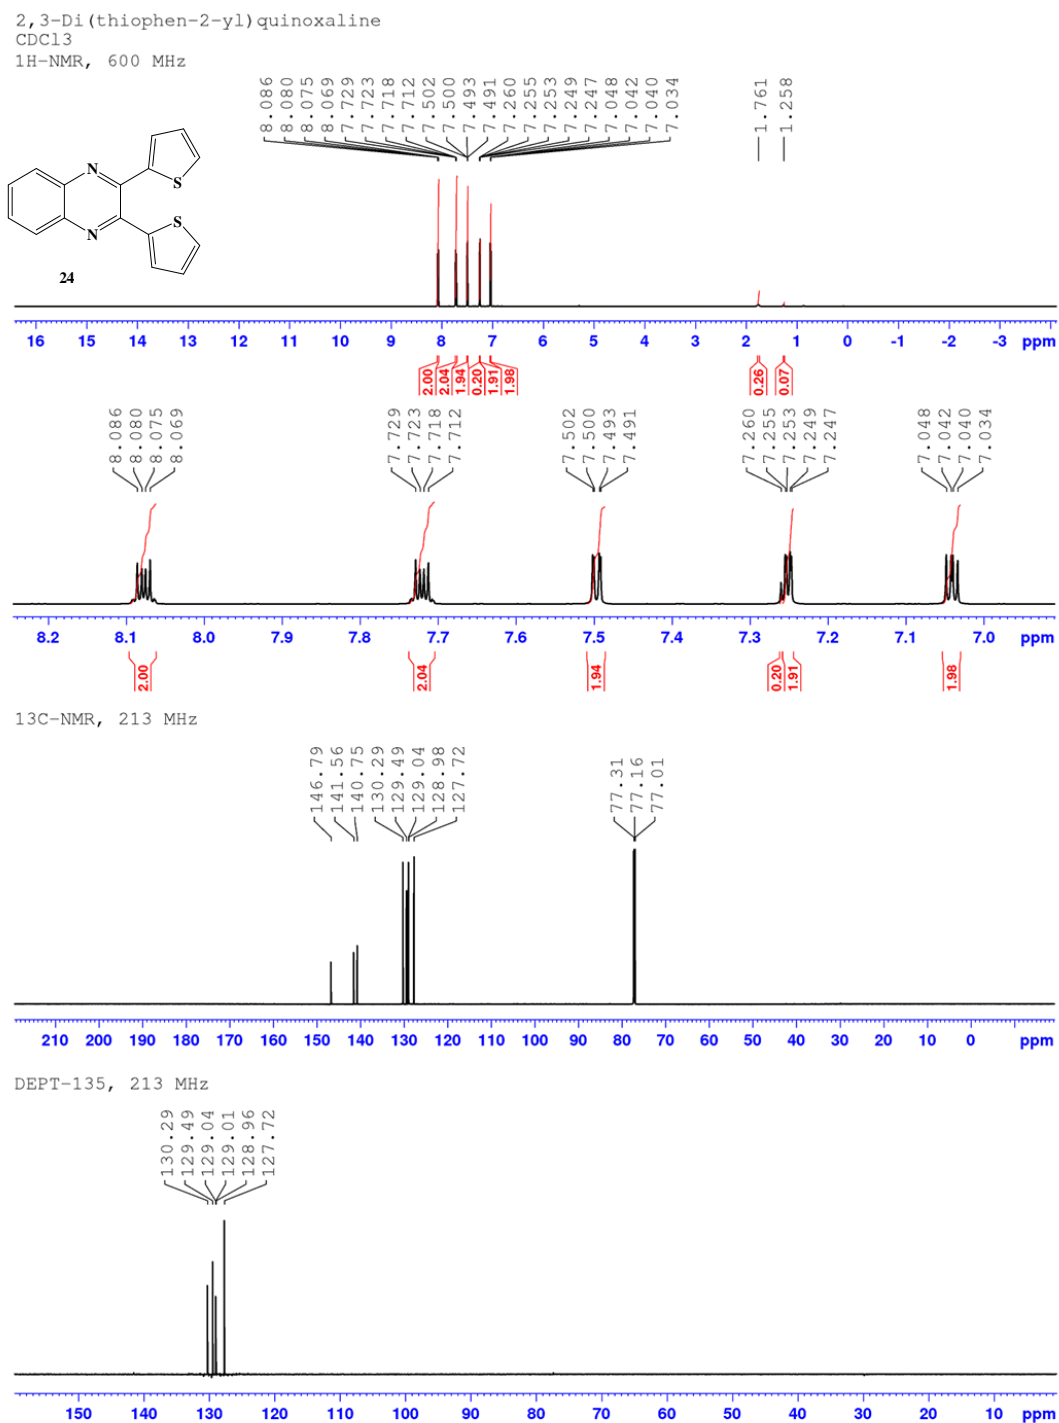 2,3-Di(thiophen-2-yl)quinoxaline
CDCl3
1H-NMR, 600 MHz
8.086 8.080 8.075 8.069 7.729 7.723 7.718 7.712 7.502 7.500 7.493 7.491 7.260 7.255 7.253 7.249 7.247 7.048 7.042 7.040 7.034 1.761 1.258
N S
N S
24
16 15 14 13 12 11 10 9 8 7 6 5 4 3 2 1 0 -1 -2 -3 ppm
2.00 2.04 1.94 0.20 1.91 1.98 0.26 0.07
8.086 8.080 8.075 8.069 7.729 7.723 7.718 7.712 7.502 7.500 7.493 7.491 7.260 7.255 7.253 7.249 7.247 7.048 7.042 7.040 7.034
8.2 8.1 8.0 7.9 7.8 7.7 7.6 7.5 7.4 7.3 7.2 7.1 7.0 ppm
2.00 2.04 1.94 0.20 1.91 1.98
13C-NMR, 213 MHz
146.79 141.56 140.75 130.29 129.49 129.04 128.98 127.72 77.31 77.16 77.01
210 200 190 180 170 160 150 140 130 120 110 100 90 80 70 60 50 40 30 20 10 0 ppm
DEPT-135, 213 MHz
130.29 129.49 129.04 129.01 128.96 127.72
150 140 130 120 110 100 90 80 70 60 50 40 30 20 10 ppm